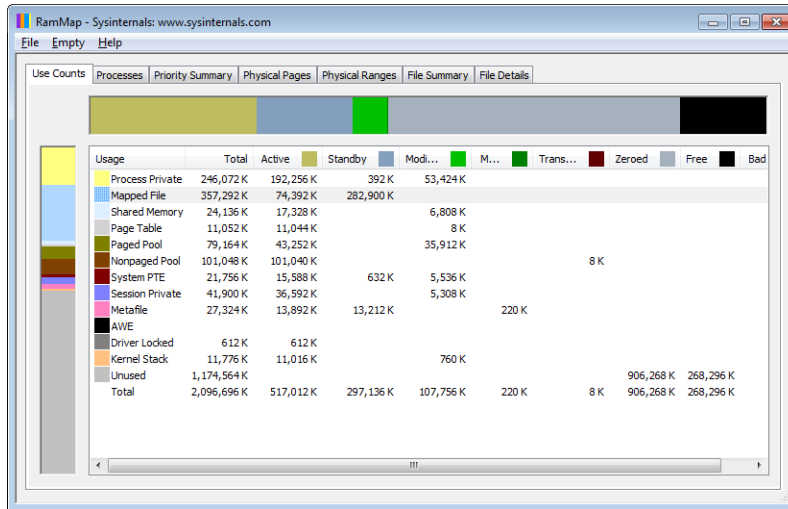 RamMap - Sysinternals: www.sysinternals.com
File Empty Help
Use Counts Processes Priority Summary Physical Pages Physical Ranges File Summary File Details
Usage Total Active Standby Modi... M... Trans... Zeroed Free Bad
Process Private 246,072 K 192,256 K 392 K 53,424 K
Mapped File 357,292 K 74,392 K 282,900 K
Shared Memory 24,136 K 17,328 K 6,808 K
Page Table 11,052 K 11,044 K 8 K
Paged Pool 79,164 K 43,252 K 35,912 K
Nonpaged Pool 101,048 K 101,040 K 8 K
System PTE 21,756 K 15,588 K 632 K 5,536 K
Session Private 41,900 K 36,592 K 5,308 K
Metafile 27,324 K 13,892 K 13,212 K 220 K
AWE
Driver Locked 612 K 612 K
Kernel Stack 11,776 K 11,016 K 760 K
Unused 1,174,564 K 906,268 K 268,296 K
Total 2,096,696 K 517,012 K 297,136 K 107,756 K 220 K 8 K 906,268 K 268,296 K